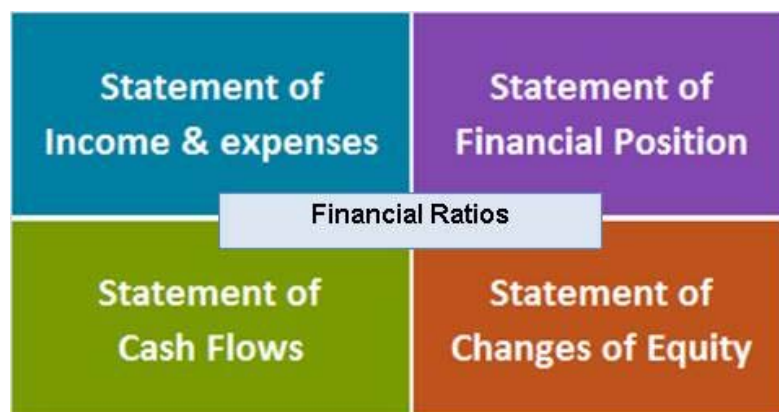 Statement of
Income & expenses
Statement of
Financial Position
Financial Ratios
Statement of
Cash Flows
Statement of
Changes of Equity